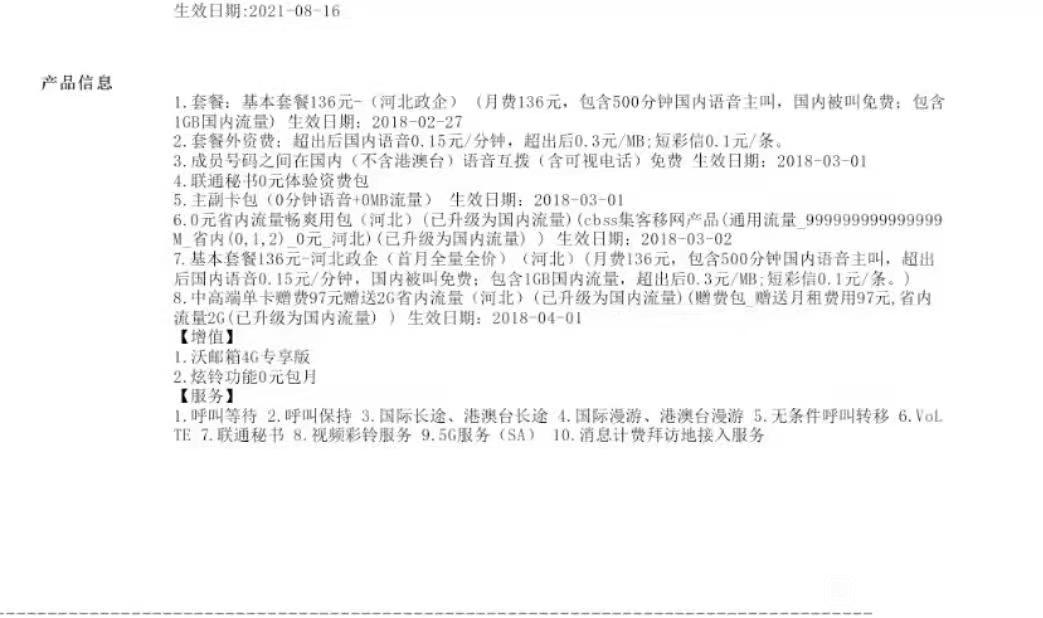 生效日期:2021-08-16
产品信息
1.套餐：基本套餐136元-（河北政企）（月费136元，包含500分钟国内语音主叫，国内被叫免费；包含
1GB国内流量) 生效日期：2018-02-27
2.套餐外资费：超出后国内语音0.15元/分钟，超出后0.3元/MB;短彩信0.1元/条。
3.成员号码之间在国内（不含港澳台）语音互拨（含可视电话）免费 生效日期：2018-03-01
4.联通秘书0元体验资费包
5.主副卡包（0分钟语音+0MB流量） 生效日期：2018-03-01
6.0元省内流量畅爽用包（河北）(已升级为国内流量)(cbss集客移网产品(通用流量_9999999999999999
M_省内(0,1,2)_0元_河北)(已升级为国内流量) ) 生效日期：2018-03-02
7.基本套餐136元-河北政企（首月全量全价）（河北）(月费136元，包含500分钟国内语音主叫，超出
后国内语音0.15元/分钟，国内被叫免费；包含1GB国内流量，超出后0.3元/MB;短彩信0.1元/条。)
8.中高端单卡赠费97元赠送2G省内流量（河北）(已升级为国内流量)(赠费包_赠送月租费用97元,省内
流量2G(已升级为国内流量) ) 生效日期：2018-04-01
【增值】
1.沃邮箱4G专享版
2.炫铃功能0元包月
【服务】
1.呼叫等待 2.呼叫保持 3.国际长途、港澳台长途 4.国际漫游、港澳台漫游 5.无条件呼叫转移 6.VoL
TE 7.联通秘书 8.视频彩铃服务 9.5G服务（SA） 10.消息计费拜访地接入服务